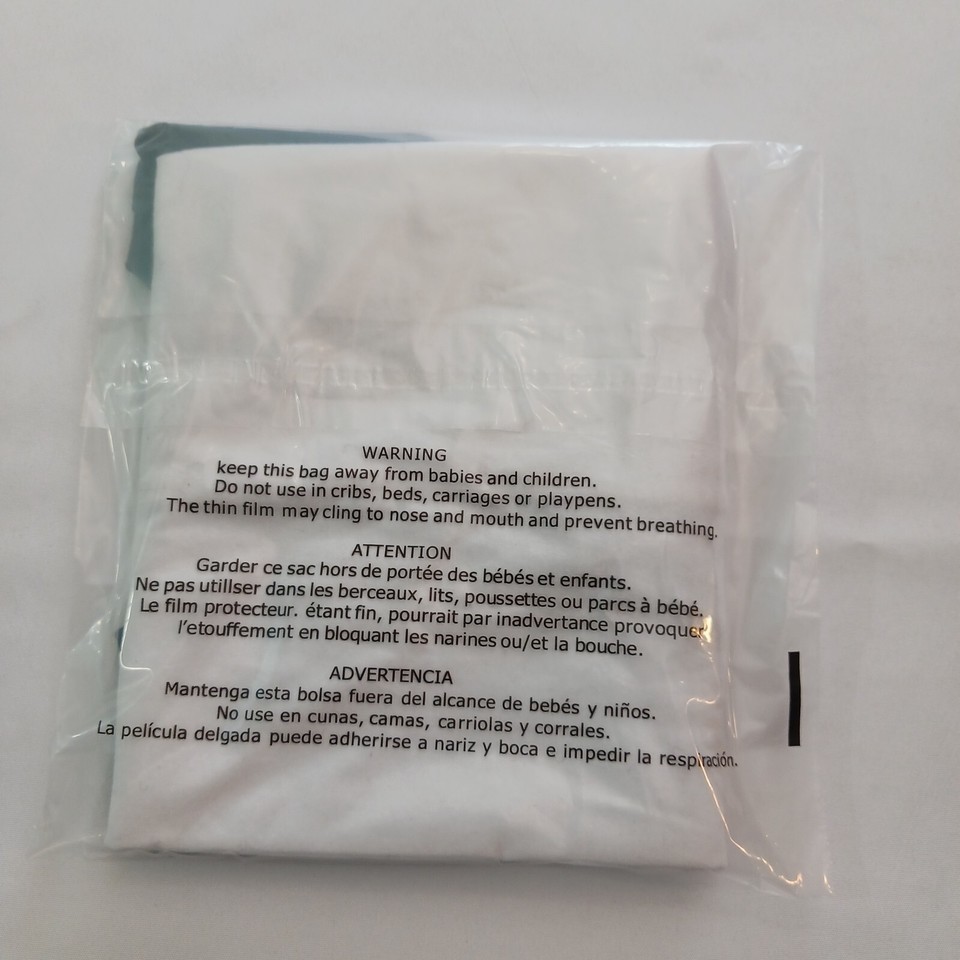 WARNING
keep this bag away from babies and children.
Do not use in cribs, beds, carriages or playpens.
The thin film may cling to nose and mouth and prevent breathing.
ATTENTION
Garder ce sac hors de portée des bébés et enfants.
Ne pas utillser dans les berceaux, lits, poussettes ou parcs à bébé.
Le film protecteur. étant fin, pourrait par inadvertance provoquer
l'etouffement en bloquant les narines ou/et la bouche.
ADVERTENCIA
Mantenga esta bolsa fuera del alcance de bebés y niños.
No use en cunas, camas, carriolas y corrales.
La película delgada puede adherirse a nariz y boca e impedir la respiración.